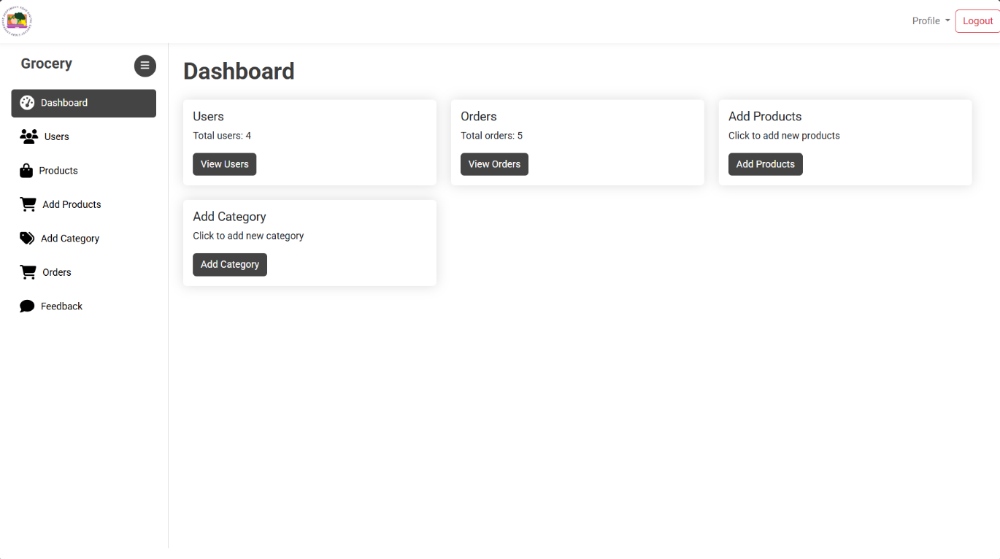 Profile
Logout
Grocery
Dashboard
Users
Products
Add Products
Add Category
Orders
Feedback
Dashboard
Users
Total users: 4
View Users
Orders
Total orders: 5
View Orders
Add Products
Click to add new products
Add Products
Add Category
Click to add new category
Add Category